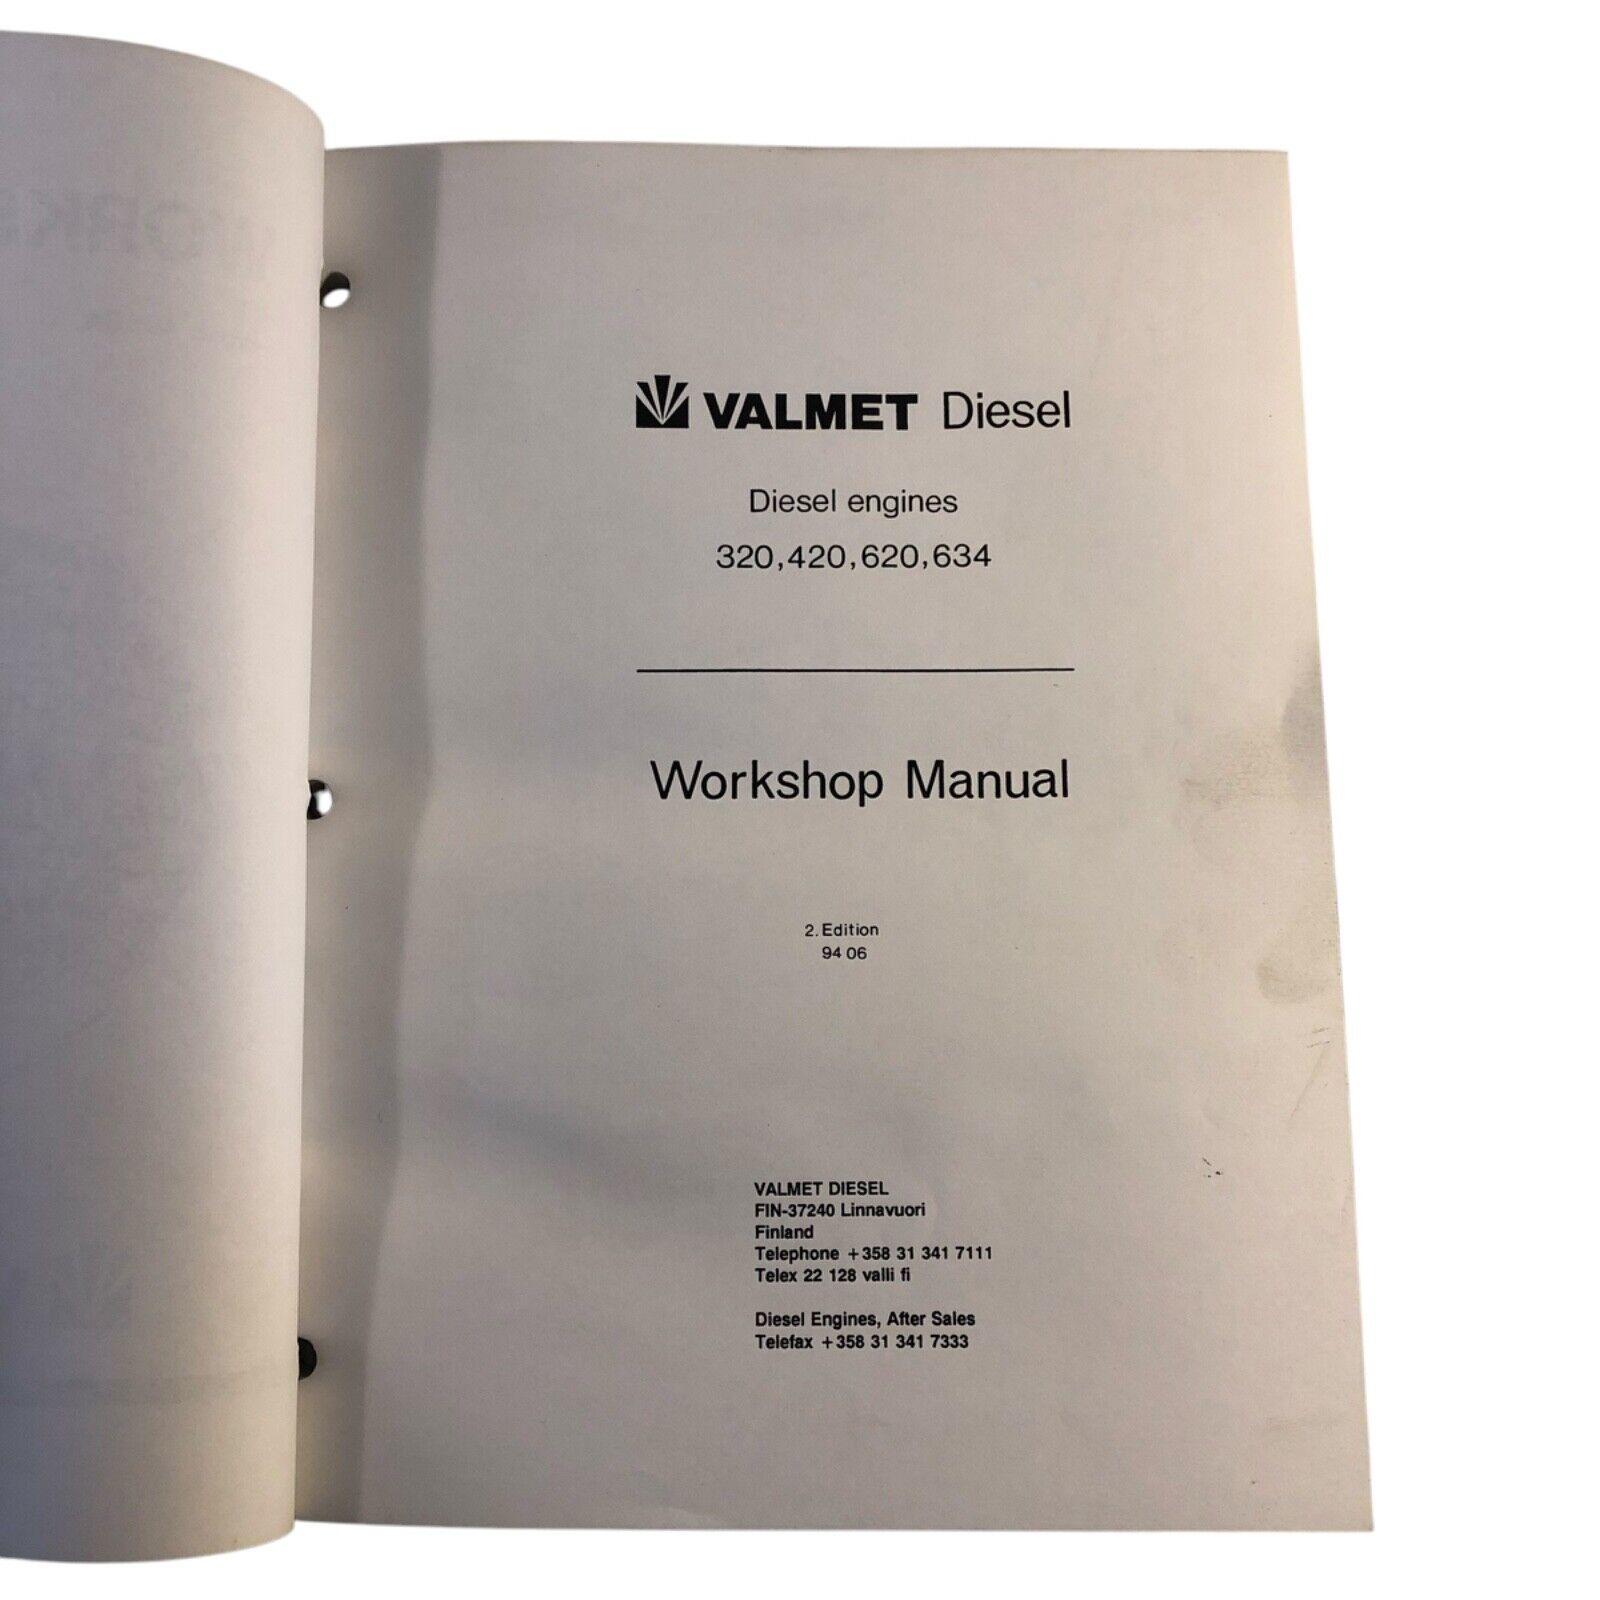 VALMET Diesel
Diesel engines
320,420,620,634
Workshop Manual
2. Edition
94 06
VALMET DIESEL
FIN-37240 Linnavuori
Finland
Telephone +358 31 341 7111
Telex 22 128 valli fi
Diesel Engines, After Sales
Telefax +358 31 341 7333